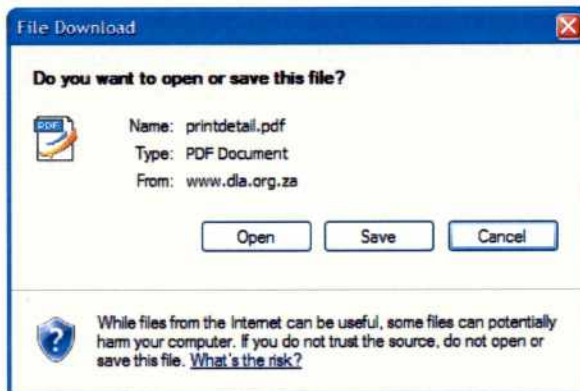 File Download
Do you want to open or save this file?
PDF
Name: printdetail.pdf
Type: PDF Document
From: www.dla.org.za
Open Save Cancel
While files from the Internet can be useful, some files can potentially
harm your computer. If you do not trust the source, do not open or
save this file. What's the risk?